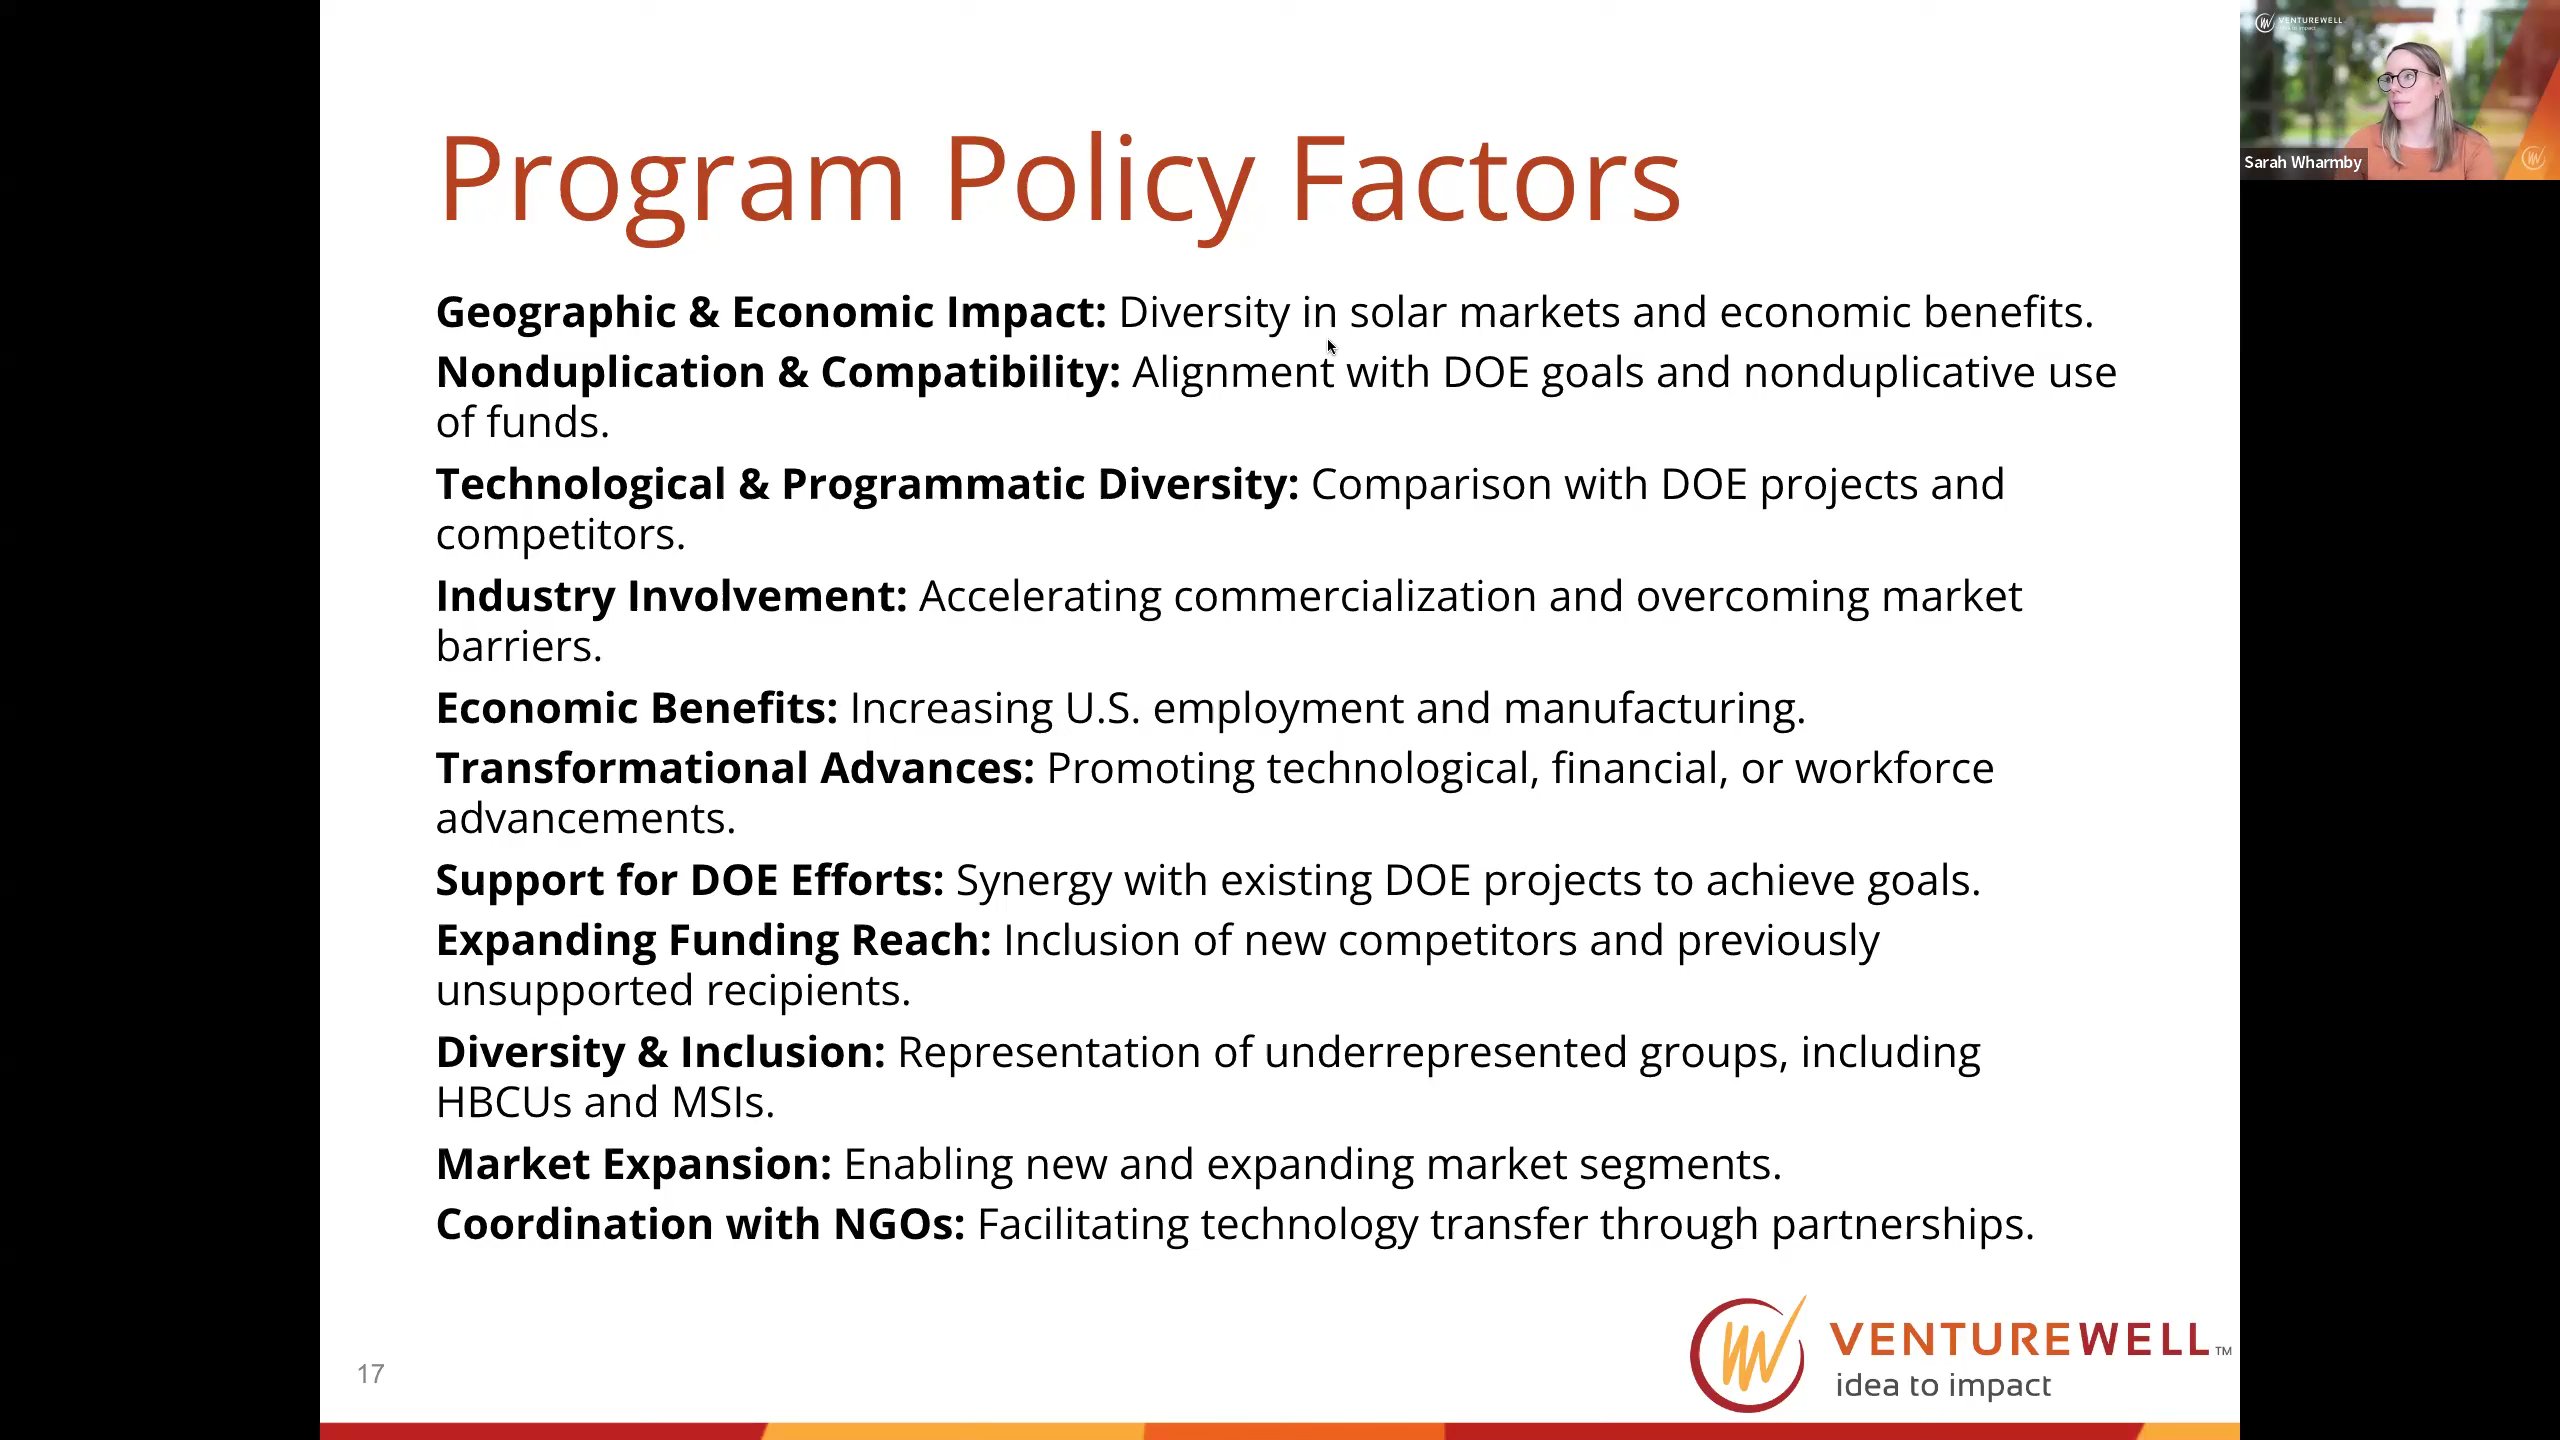 Program Policy Factors
Geographic & Economic Impact: Diversity in solar markets and economic benefits.
Nonduplication & Compatibility: Alignment with DOE goals and nonduplicative use
of funds.
Technological & Programmatic Diversity: Comparison with DOE projects and
competitors.
Industry Involvement: Accelerating commercialization and overcoming market
barriers.
Economic Benefits: Increasing U.S. employment and manufacturing.
Transformational Advances: Promoting technological, financial, or workforce
advancements.
Support for DOE Efforts: Synergy with existing DOE projects to achieve goals.
Expanding Funding Reach: Inclusion of new competitors and previously
unsupported recipients.
Diversity & Inclusion: Representation of underrepresented groups, including
HBCUs and MSIs.
Market Expansion: Enabling new and expanding market segments.
Coordination with NGOs: Facilitating technology transfer through partnerships.
17
VENTUREWELL™
idea to impact
VENTUREWELL
idea to impact
Sarah Wharmby